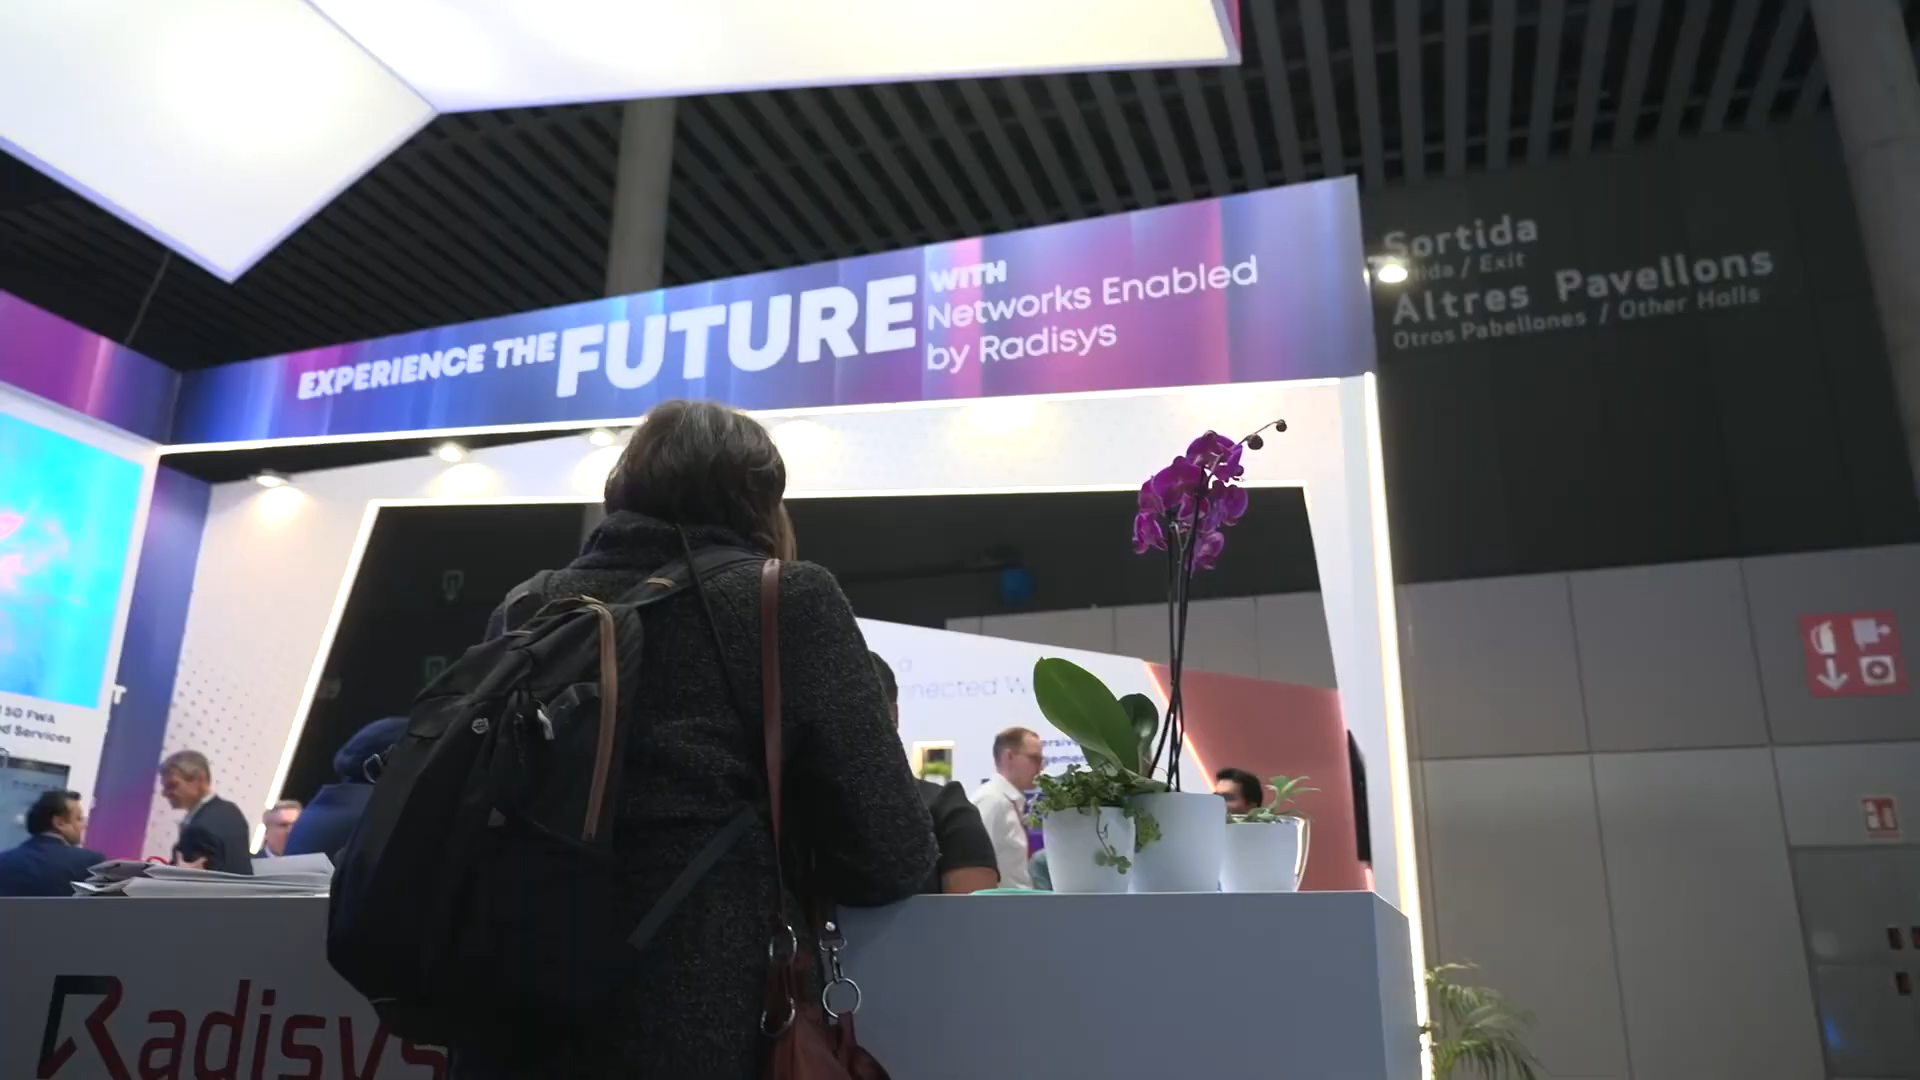 EXPERIENCE THE FUTURE WITH
Networks Enabled
by Radisys
Sortida
/ Exit
Altres Pavellons
Otros Pabellones / Other Halls
5G FWA
Services
Radisys